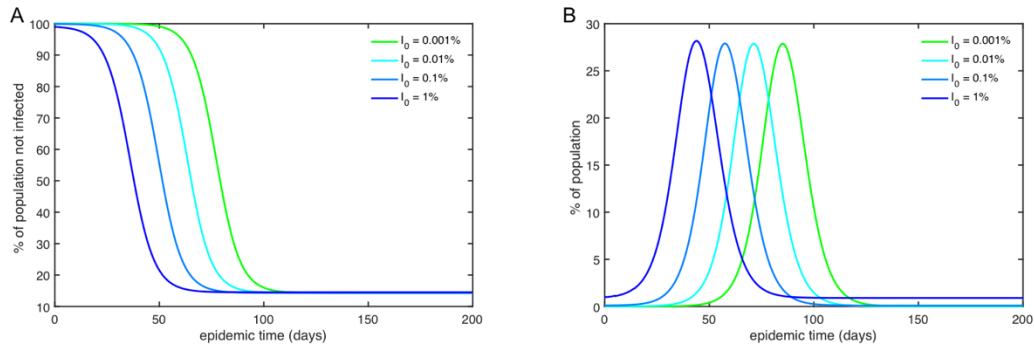 A
% of population not infected
100
90
80
70
60
50
40
30
20
10
0
50
100
150
200
epidemic time (days)
I₀ = 0.001%
I₀ = 0.01%
I₀ = 0.1%
I₀ = 1%
B
% of population
30
25
20
15
10
5
0
0
50
100
150
200
epidemic time (days)
I₀ = 0.001%
I₀ = 0.01%
I₀ = 0.1%
I₀ = 1%